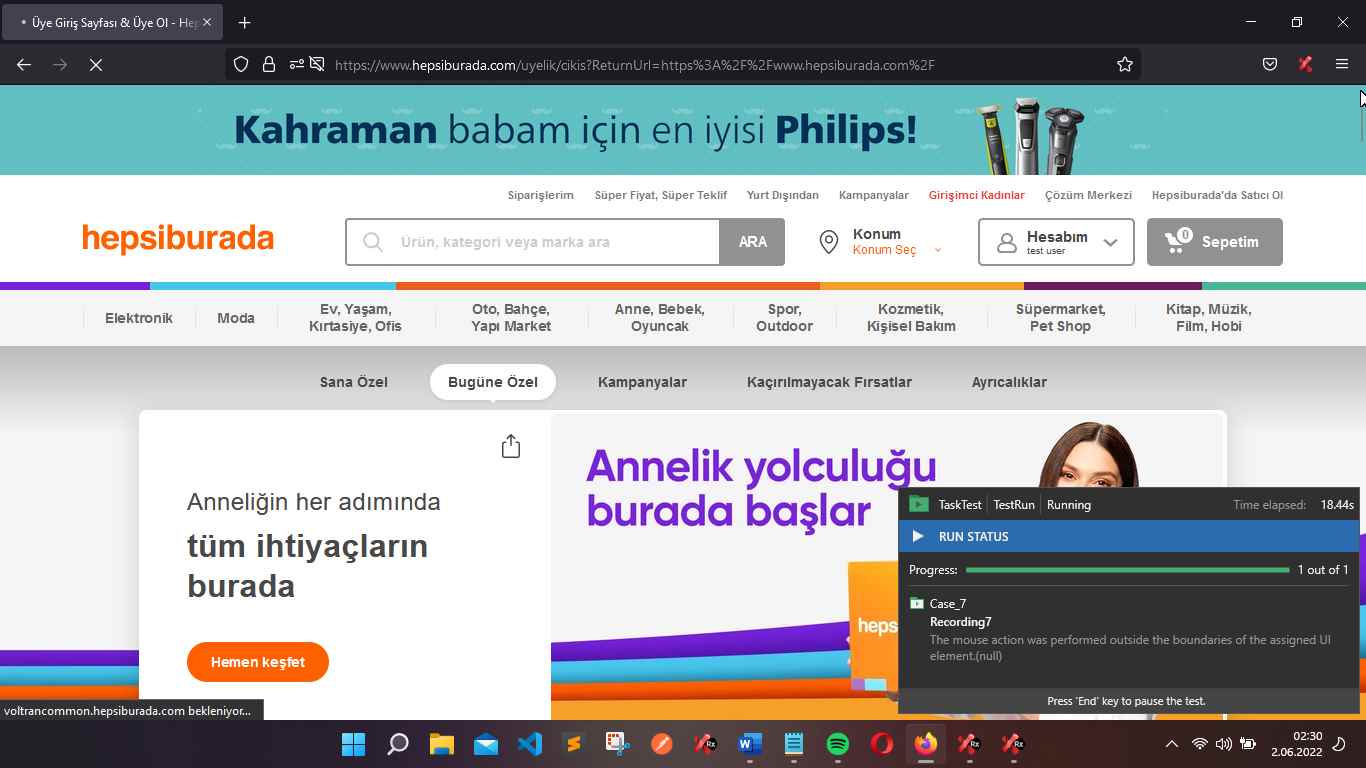 Üye Giriş Sayfası & Üye Ol - Hep
https://www.hepsiburada.com/uyelik/cikis?ReturnUrl=https%3A%2F%2Fwww.hepsiburada.com%2F
Kahraman babam için en iyisi Philips!
Siparişlerim Süper Fiyat, Süper Teklif Yurt Dışından Kampanyalar Girişimci Kadınlar Çözüm Merkezi Hepsiburada'da Satıcı Ol
hepsiburada
Ürün, kategori veya marka ara
ARA
Konum
Konum Seç
Hesabım
test user
0
Sepetim
Elektronik
Moda
Ev, Yaşam,
Kırtasiye, Ofis
Oto, Bahçe,
Yapı Market
Anne, Bebek,
Oyuncak
Spor,
Outdoor
Kozmetik,
Kişisel Bakım
Süpermarket,
Pet Shop
Kitap, Müzik,
Film, Hobi
Sana Özel Bugüne Özel Kampanyalar Kaçırılmayacak Fırsatlar Ayrıcalıklar
Anneliğin her adımında
tüm ihtiyaçların
burada
Hemen keşfet
Annelik yolculuğu
burada başlar
heps
TaskTest TestRun Running Time elapsed: 18.44s
RUN STATUS
Progress: 1 out of 1
Case_7
Recording7
The mouse action was performed outside the boundaries of the assigned UI
element.(null)
Press 'End' key to pause the test.
voltrancommon.hepsiburada.com bekleniyor...
02:30
2.06.2022